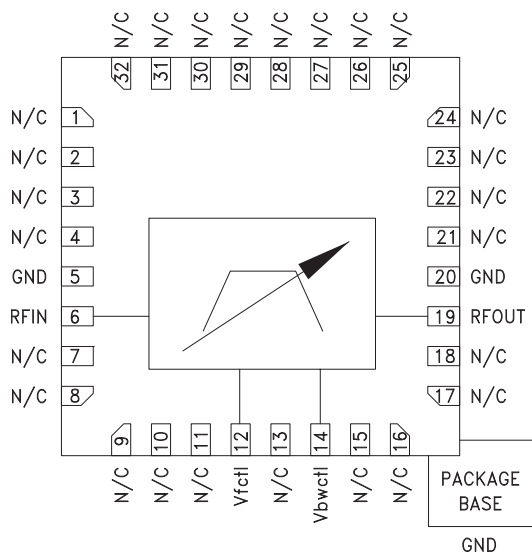 N/C N/C N/C N/C N/C N/C N/C N/C
32 31 30 29 28 27 26 25
N/C 1
N/C 2
N/C 3
N/C 4
GND 5
RFIN 6
N/C 7
N/C 8
24 N/C
23 N/C
22 N/C
21 N/C
20 GND
19 RFOUT
18 N/C
17 N/C
9 10 11 12 13 14 15 16
N/C N/C N/C Vfctl N/C Vbwctl N/C N/C
PACKAGE
BASE
GND